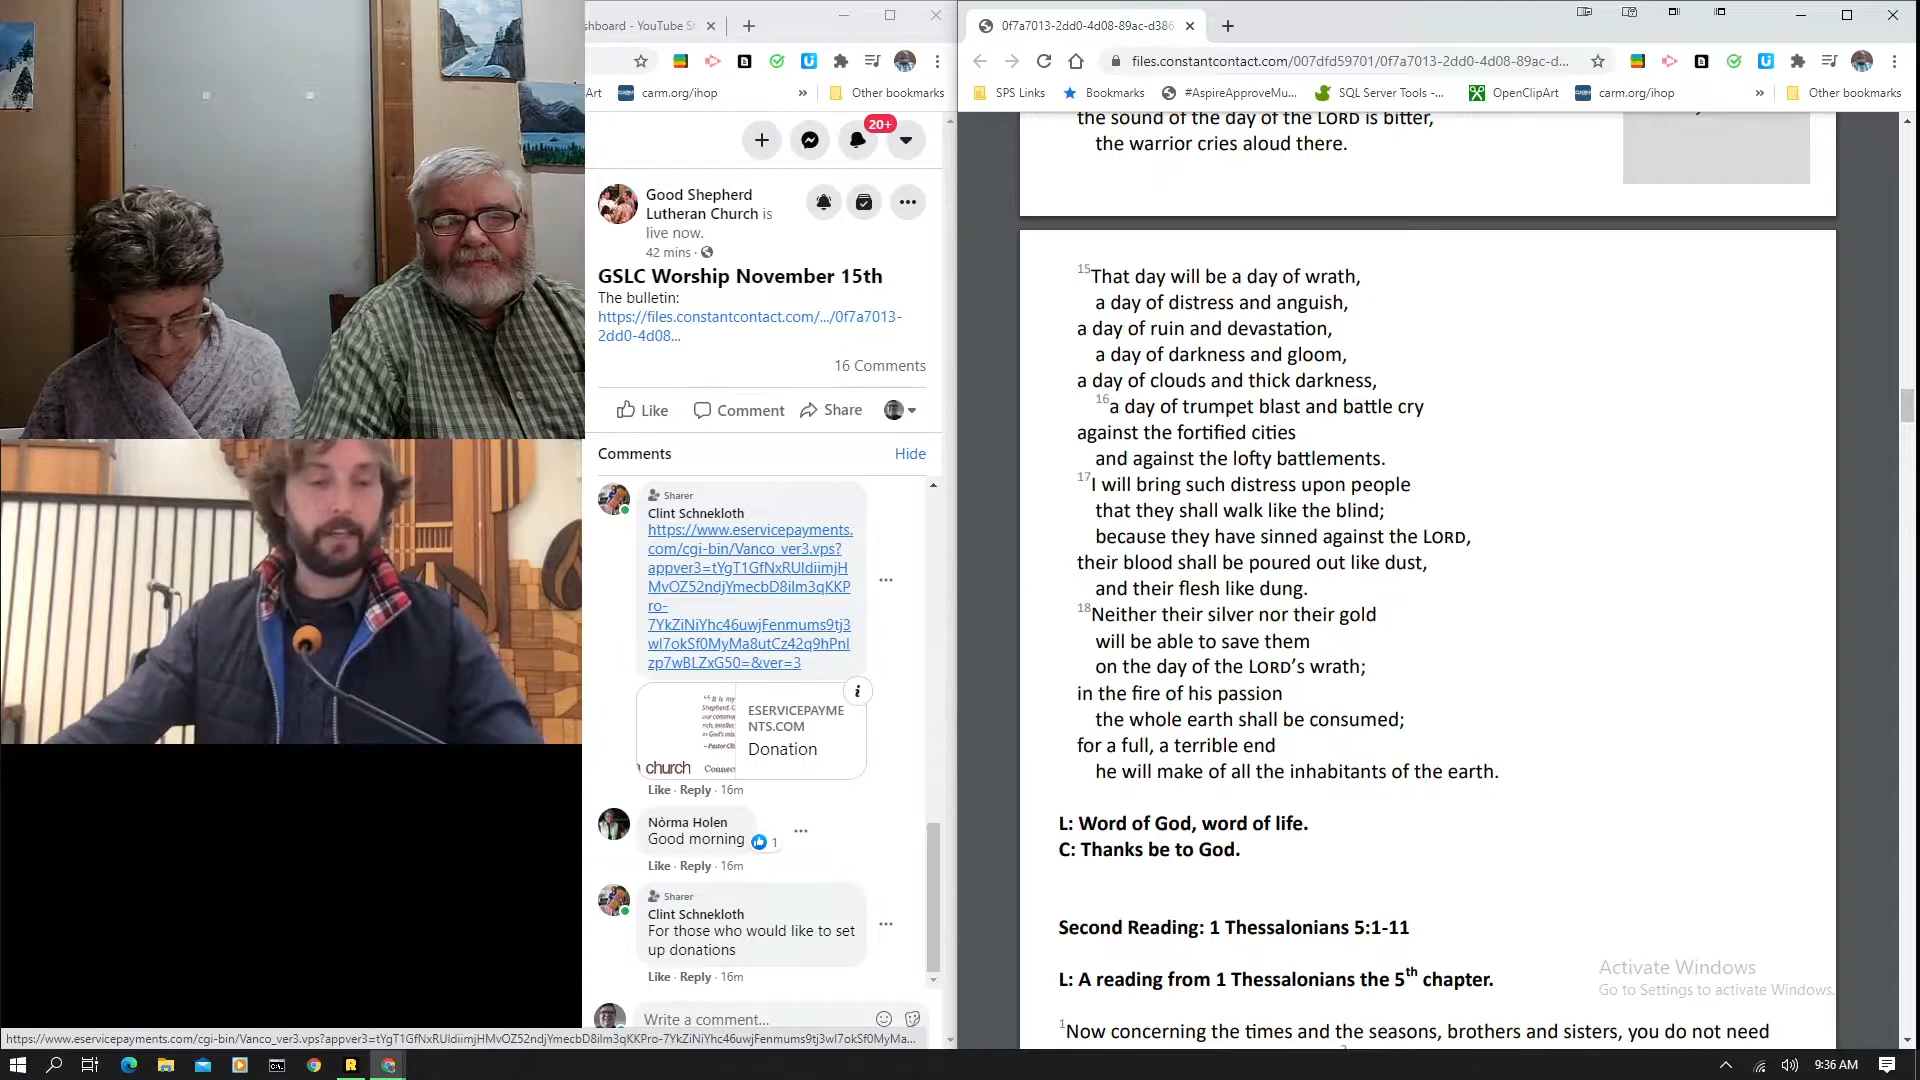 shboard - YouTube St
0f7a7013-2dd0-4d08-89ac-d386
files.constantcontact.com/007dfd59701/0f7a7013-2dd0-4d08-89ac-d...
Art
carm.org/ihop
»
Other bookmarks
SPS Links
Bookmarks
#AspireApproveMu...
SQL Server Tools -...
OpenClipArt
carm.org/ihop
»
Other bookmarks
20+
Good Shepherd
Lutheran Church is
live now.
42 mins ·
GSLC Worship November 15th
The bulletin:
https://files.constantcontact.com/.../0f7a7013-
2dd0-4d08...
16 Comments
Like
Comment
Share
Comments
Hide
Sharer
Clint Schnekloth
https://www.eservicepayments.
com/cgi-bin/Vanco_ver3.vps?
appver3=tYgT1GfNxRUIdiimjH
MvOZ52ndjYmecbD8ilm3qKKP
ro-
7YkZiNiYhc46uwjFenmums9tj3
wI7okSf0MyMa8utCz42q9hPnI
zp7wBLZxG50=&ver=3
ESERVICEPAYME
NTS.COM
Donation
church
Connec
Like · Reply · 16m
Nòrma Holen
Good morning
1
Like · Reply · 16m
Sharer
Clint Schnekloth
For those who would like to set
up donations
Like · Reply · 16m
Write a comment...
https://www.eservicepayments.com/cgi-bin/Vanco_ver3.vps?appver3=tYgT1GfNxRUIdiimjHMvOZ52ndjYmecbD8ilm3qKKPro-7YkZiNiYhc46uwjFenmums9tj3wI7okSf0MyMa...
the sound of the day of the LORD is bitter,
the warrior cries aloud there.
15That day will be a day of wrath,
a day of distress and anguish,
a day of ruin and devastation,
a day of darkness and gloom,
a day of clouds and thick darkness,
16a day of trumpet blast and battle cry
against the fortified cities
and against the lofty battlements.
17I will bring such distress upon people
that they shall walk like the blind;
because they have sinned against the LORD,
their blood shall be poured out like dust,
and their flesh like dung.
18Neither their silver nor their gold
will be able to save them
on the day of the LORD's wrath;
in the fire of his passion
the whole earth shall be consumed;
for a full, a terrible end
he will make of all the inhabitants of the earth.
L: Word of God, word of life.
C: Thanks be to God.
Second Reading: 1 Thessalonians 5:1-11
L: A reading from 1 Thessalonians the 5th chapter.
1Now concerning the times and the seasons, brothers and sisters, you do not need
Activate Windows
Go to Settings to activate Windows.
9:36 AM